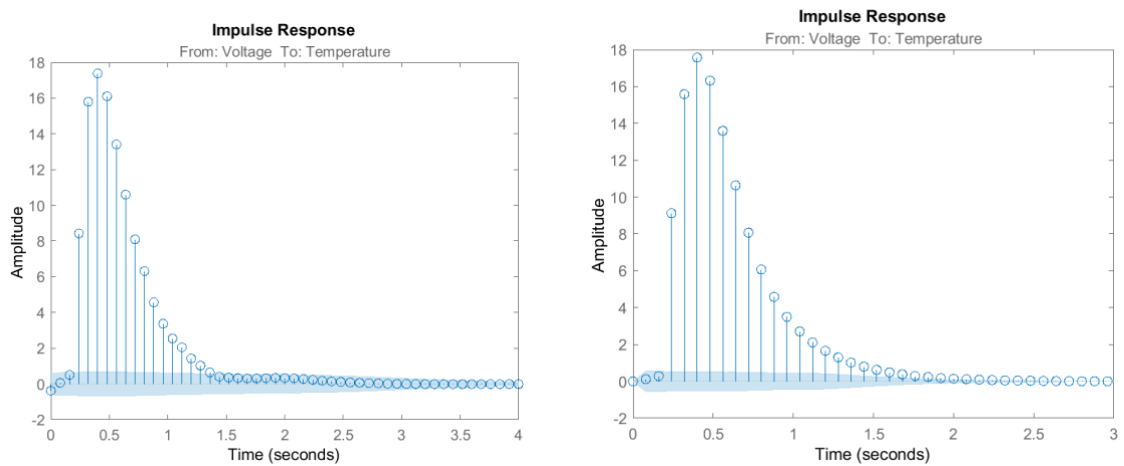 Impulse Response
From: Voltage To: Temperature
18
16
14
12
10
8
6
4
2
0
-2
Amplitude
0 0.5 1 1.5 2 2.5 3 3.5 4
Time (seconds)
Impulse Response
From: Voltage To: Temperature
18
16
14
12
10
8
6
4
2
0
-2
Amplitude
0 0.5 1 1.5 2 2.5 3
Time (seconds)